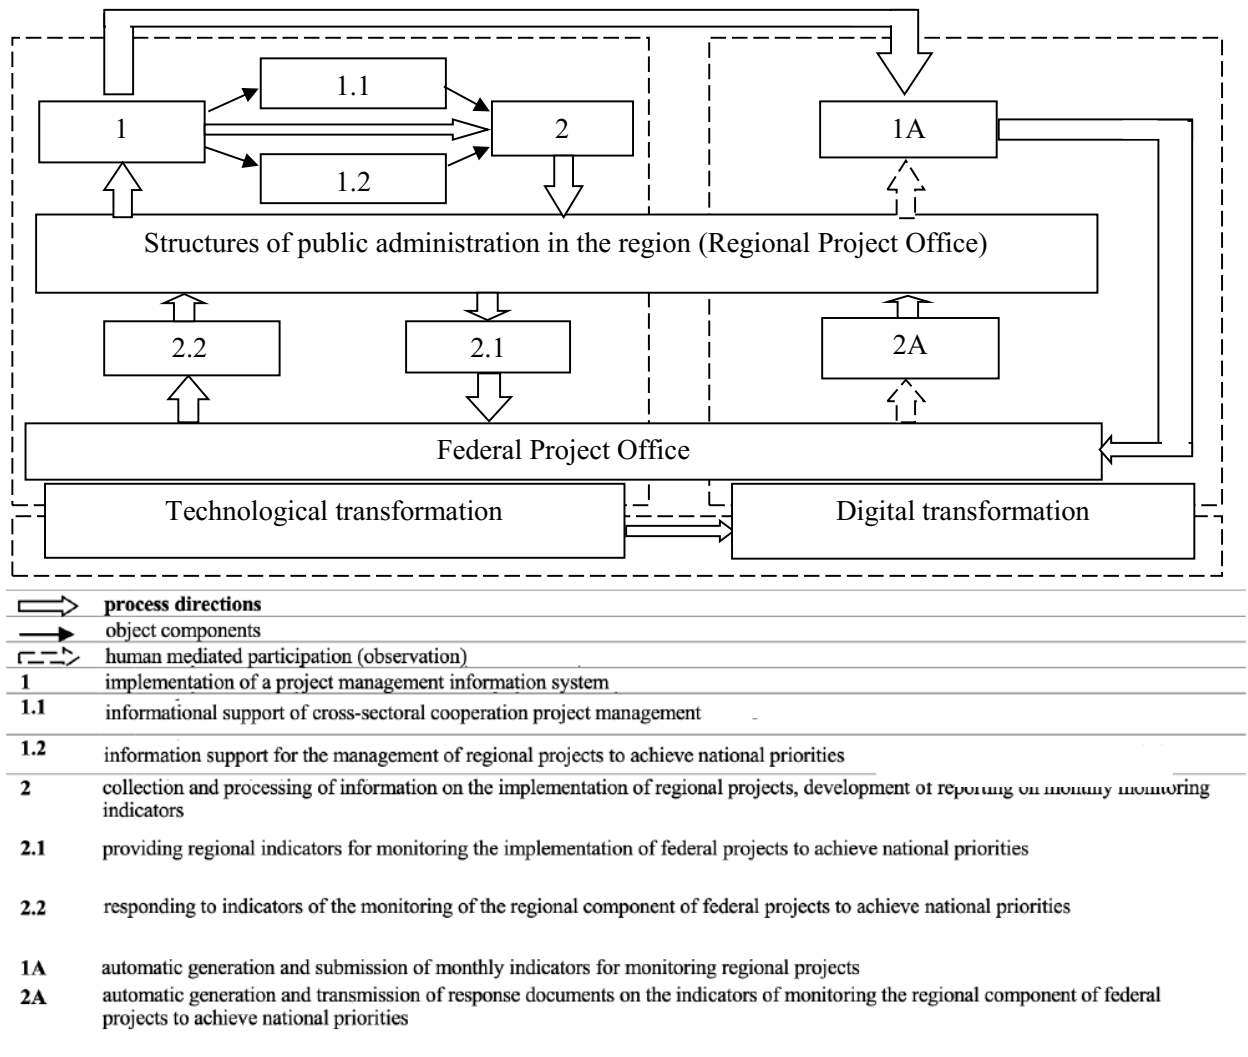 1
1.1
1.2
2
1A
Structures of public administration in the region (Regional Project Office)
2.2
2.1
2A
Federal Project Office
Technological transformation
Digital transformation
process directions
object components
human mediated participation (observation)
1 implementation of a project management information system
1.1 informational support of cross-sectoral cooperation project management
1.2 information support for the management of regional projects to achieve national priorities
2 collection and processing of information on the implementation of regional projects, development of reporting on monthly monitoring
indicators
2.1 providing regional indicators for monitoring the implementation of federal projects to achieve national priorities
2.2 responding to indicators of the monitoring of the regional component of federal projects to achieve national priorities
1A automatic generation and submission of monthly indicators for monitoring regional projects
2A automatic generation and transmission of response documents on the indicators of monitoring the regional component of federal
projects to achieve national priorities